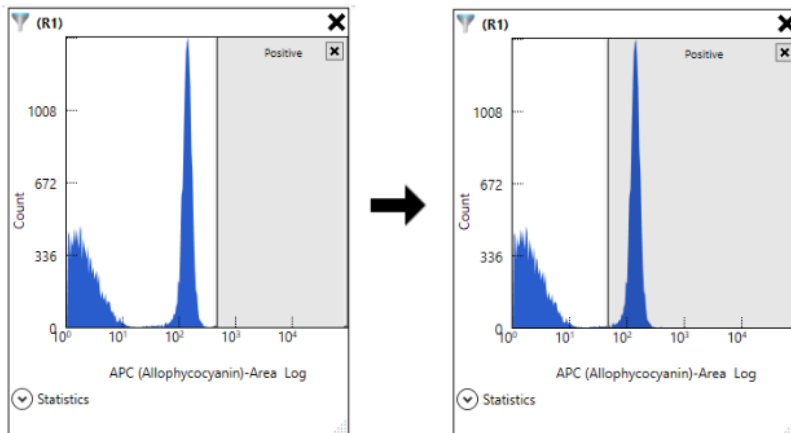 (R1)
Positive
1008
672
336
0
Count
10⁰ 10¹ 10² 10³ 10⁴
APC (Allophycocyanin)-Area Log
Statistics
(R1)
Positive
1008
672
336
0
Count
10⁰ 10¹ 10² 10³ 10⁴
APC (Allophycocyanin)-Area Log
Statistics